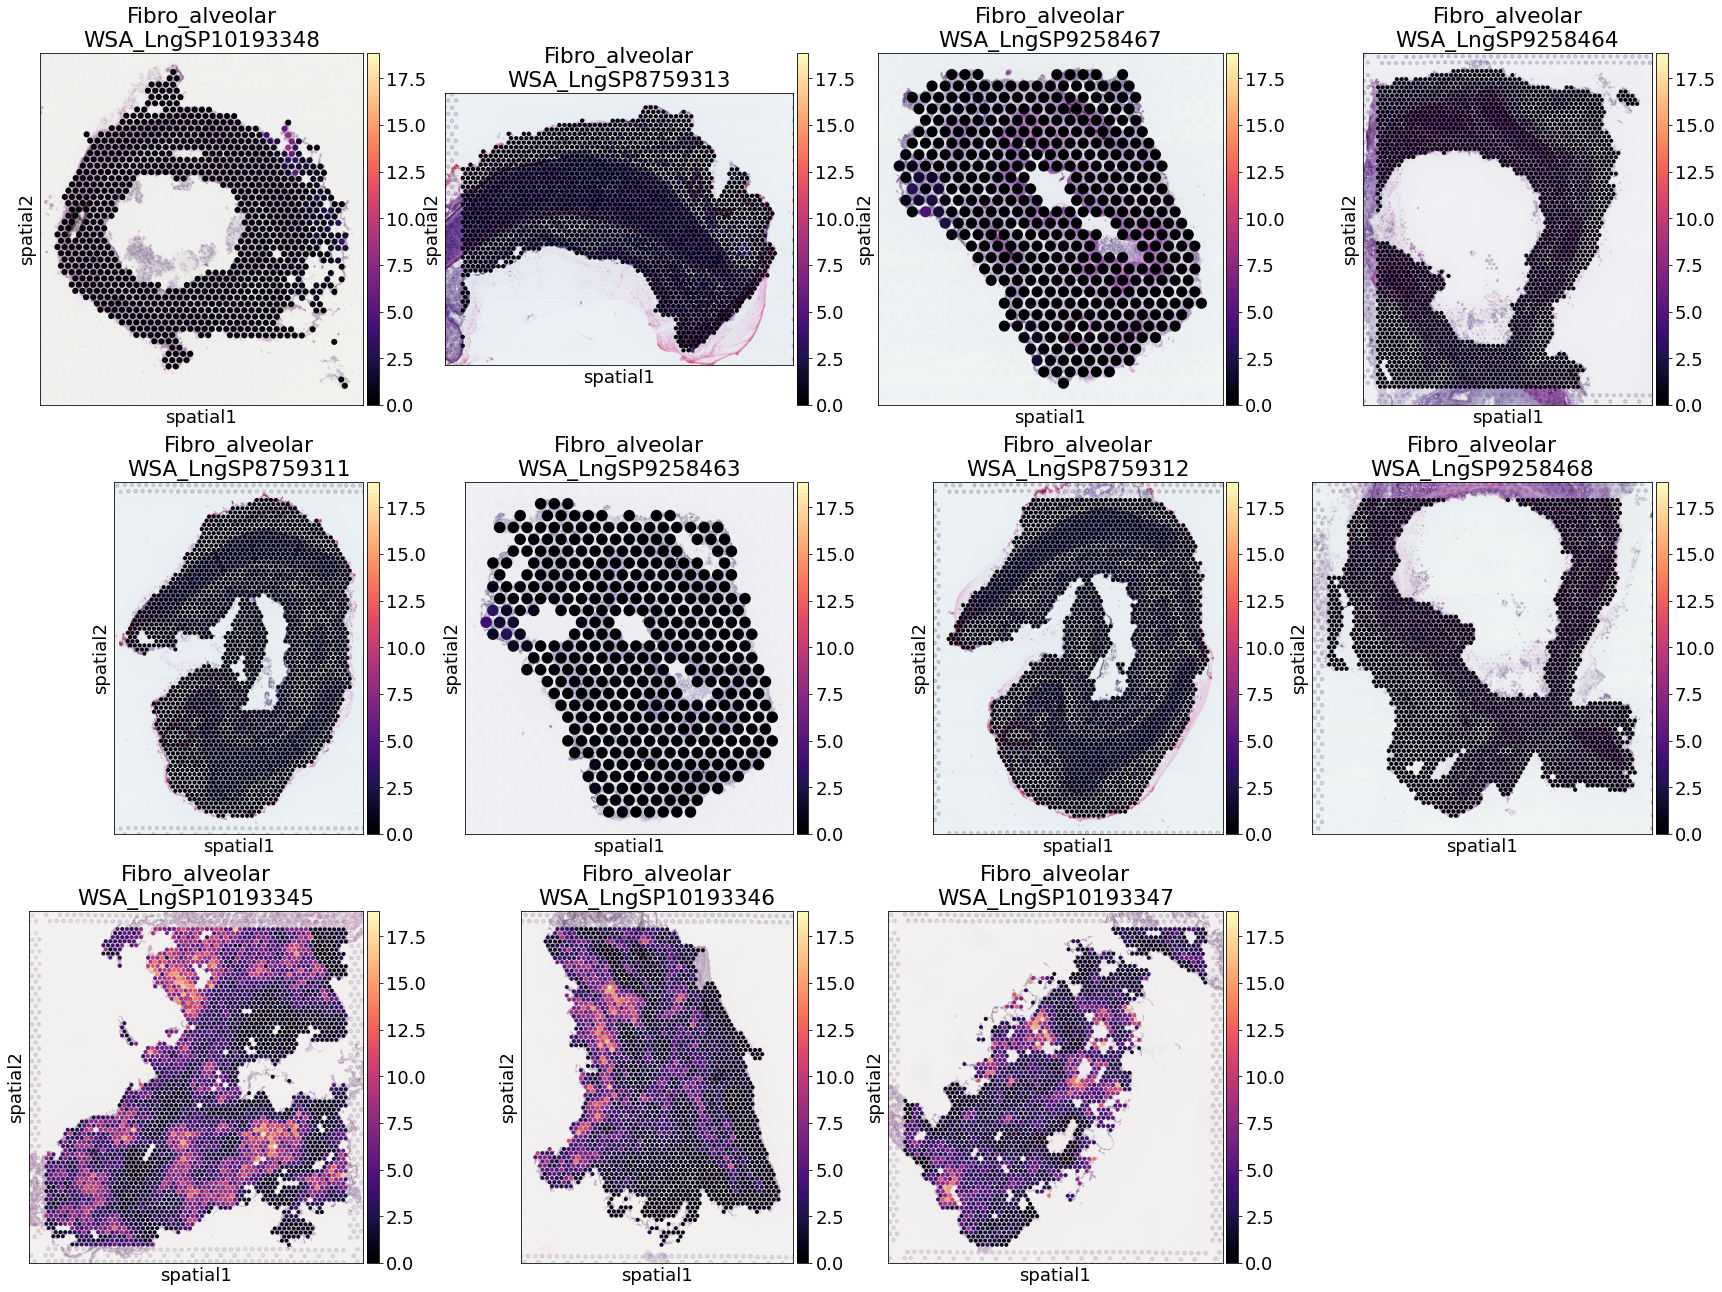 Fibro_alveolar
WSA_LngSP10193348
spatial2
spatial1
17.5
15.0
12.5
10.0
7.5
5.0
2.5
0.0
Fibro_alveolar
WSA_LngSP8759313
spatial2
spatial1
17.5
15.0
12.5
10.0
7.5
5.0
2.5
0.0
Fibro_alveolar
WSA_LngSP9258467
spatial2
spatial1
17.5
15.0
12.5
10.0
7.5
5.0
2.5
0.0
Fibro_alveolar
WSA_LngSP9258464
spatial2
spatial1
17.5
15.0
12.5
10.0
7.5
5.0
2.5
0.0
Fibro_alveolar
WSA_LngSP8759311
spatial2
spatial1
17.5
15.0
12.5
10.0
7.5
5.0
2.5
0.0
Fibro_alveolar
WSA_LngSP9258463
spatial2
spatial1
17.5
15.0
12.5
10.0
7.5
5.0
2.5
0.0
Fibro_alveolar
WSA_LngSP8759312
spatial2
spatial1
17.5
15.0
12.5
10.0
7.5
5.0
2.5
0.0
Fibro_alveolar
WSA_LngSP9258468
spatial2
spatial1
17.5
15.0
12.5
10.0
7.5
5.0
2.5
0.0
Fibro_alveolar
WSA_LngSP10193345
spatial2
spatial1
17.5
15.0
12.5
10.0
7.5
5.0
2.5
0.0
Fibro_alveolar
WSA_LngSP10193346
spatial2
spatial1
17.5
15.0
12.5
10.0
7.5
5.0
2.5
0.0
Fibro_alveolar
WSA_LngSP10193347
spatial2
spatial1
17.5
15.0
12.5
10.0
7.5
5.0
2.5
0.0